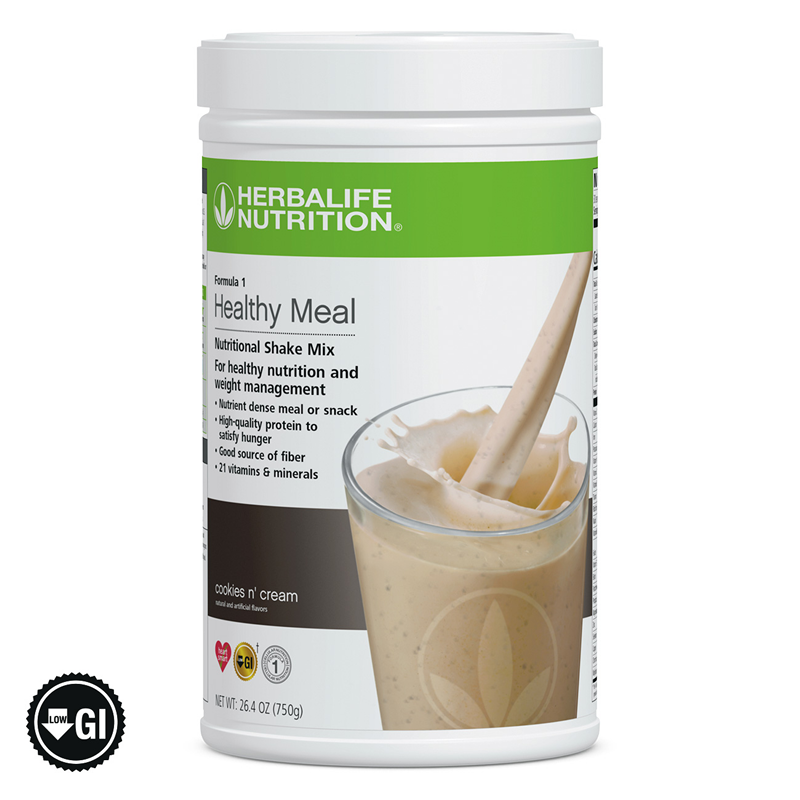 HERBALIFE
NUTRITION®
Formula 1
Healthy Meal
Nutritional Shake Mix
For healthy nutrition and
weight management
• Nutrient dense meal or snack
• High-quality protein to
satisfy hunger
• Good source of fiber
• 21 vitamins & minerals
cookies n' cream
natural and artificial flavors
GI†
1
NET WT: 26.4 OZ (750g)
LOW GI